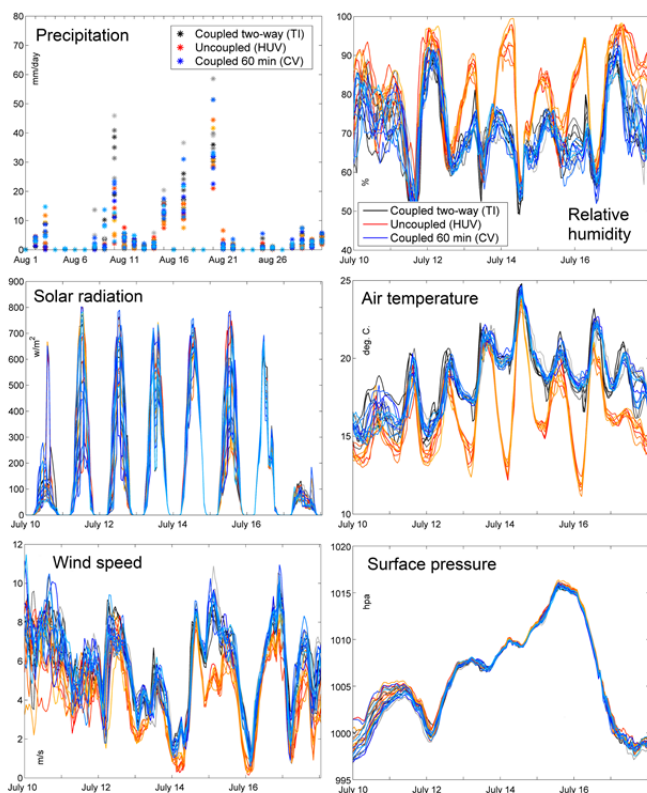 Precipitation
mm/day
Coupled two-way (TI)
Uncoupled (HUV)
Coupled 60 min (CV)
80
70
60
50
40
30
20
10
0
Aug 1 Aug 6 Aug 11 Aug 16 Aug 21 aug 26
100
90
80
70
60
50
40
%
Coupled two-way (TI)
Uncoupled (HUV)
Coupled 60 min (CV)
Relative
humidity
July 10 July 12 July 14 July 16
Solar radiation
w/m²
900
800
700
600
500
400
300
200
100
0
July 10 July 12 July 14 July 16
Air temperature
deg. C.
25
20
15
10
July 10 July 12 July 14 July 16
Wind speed
m/s
12
10
8
6
4
2
0
July 10 July 12 July 14 July 16
Surface pressure
hpa
1020
1015
1010
1005
1000
995
July 10 July 12 July 14 July 16